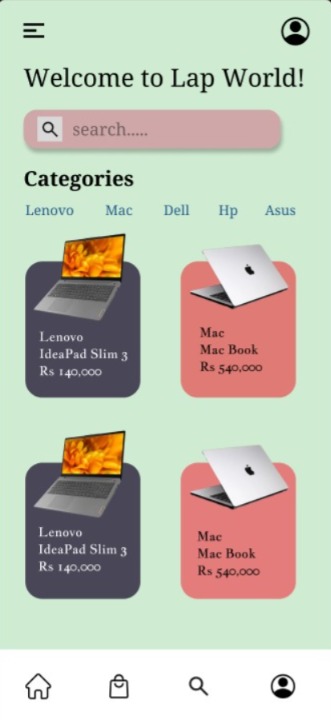 Welcome to Lap World!
search.....
Categories
Lenovo Mac Dell Hp Asus
Lenovo
IdeaPad Slim 3
Rs 140,000
Mac
Mac Book
Rs 540,000
Lenovo
IdeaPad Slim 3
Rs 140,000
Mac
Mac Book
Rs 540,000